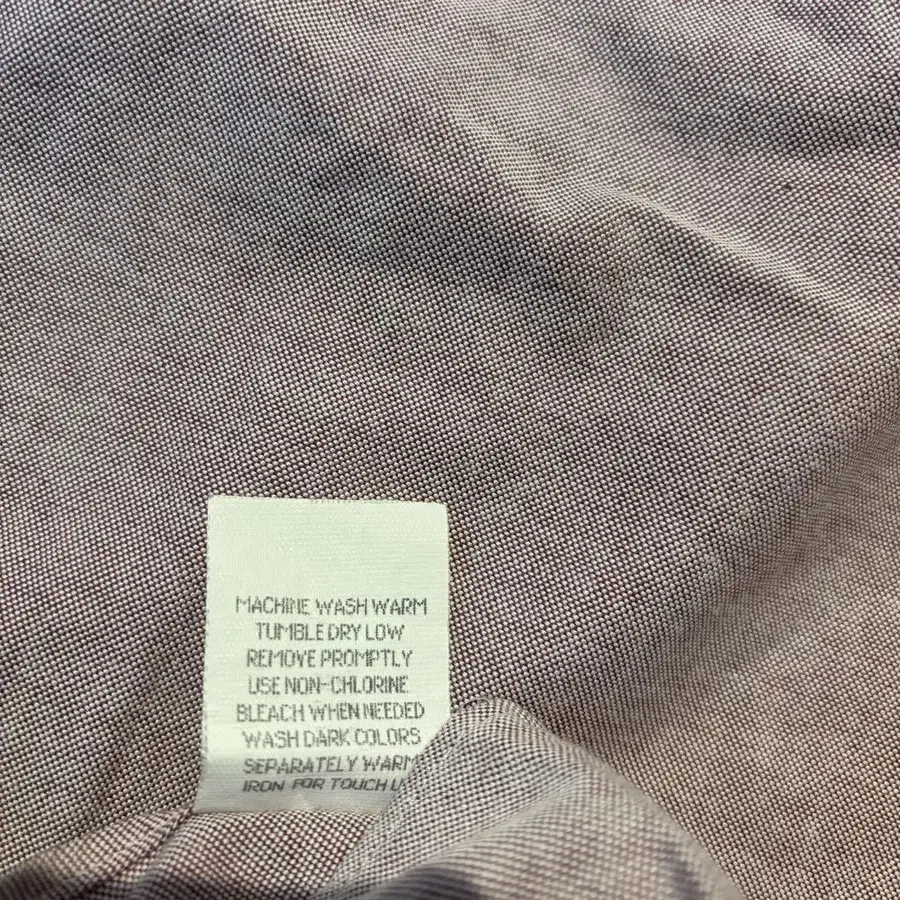 MACHINE WASH WARM
TUMBLE DRY LOW
REMOVE PROMPTLY
USE NON-CHLORINE
BLEACH WHEN NEEDED
WASH DARK COLORS
SEPARATELY WARM
IRON FOR TOUCH